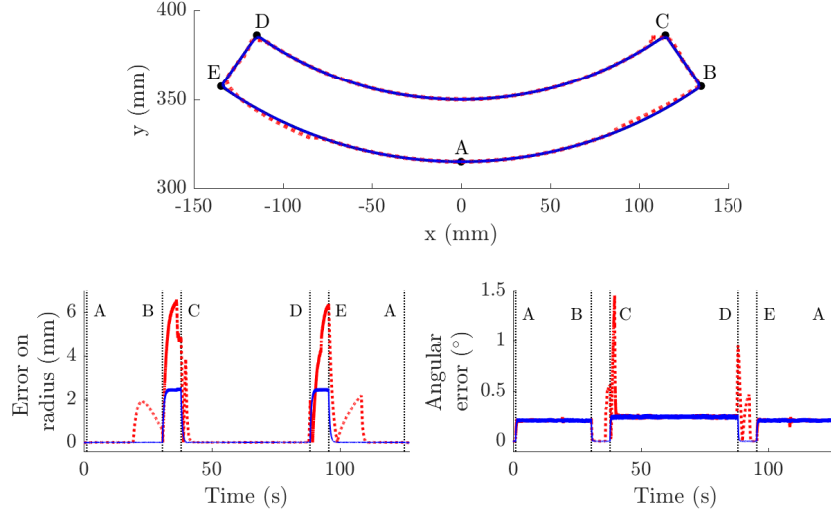 400
D
C
y (mm)
350
E
B
A
300
-150
-100
-50
0
50
100
150
x (mm)
Error on
radius (mm)
6
4
2
0
A
B
C
D
E
A
0
50
100
Time (s)
Angular
error (°)
1.5
1
0.5
0
A
B
C
D
E
A
0
50
100
Time (s)